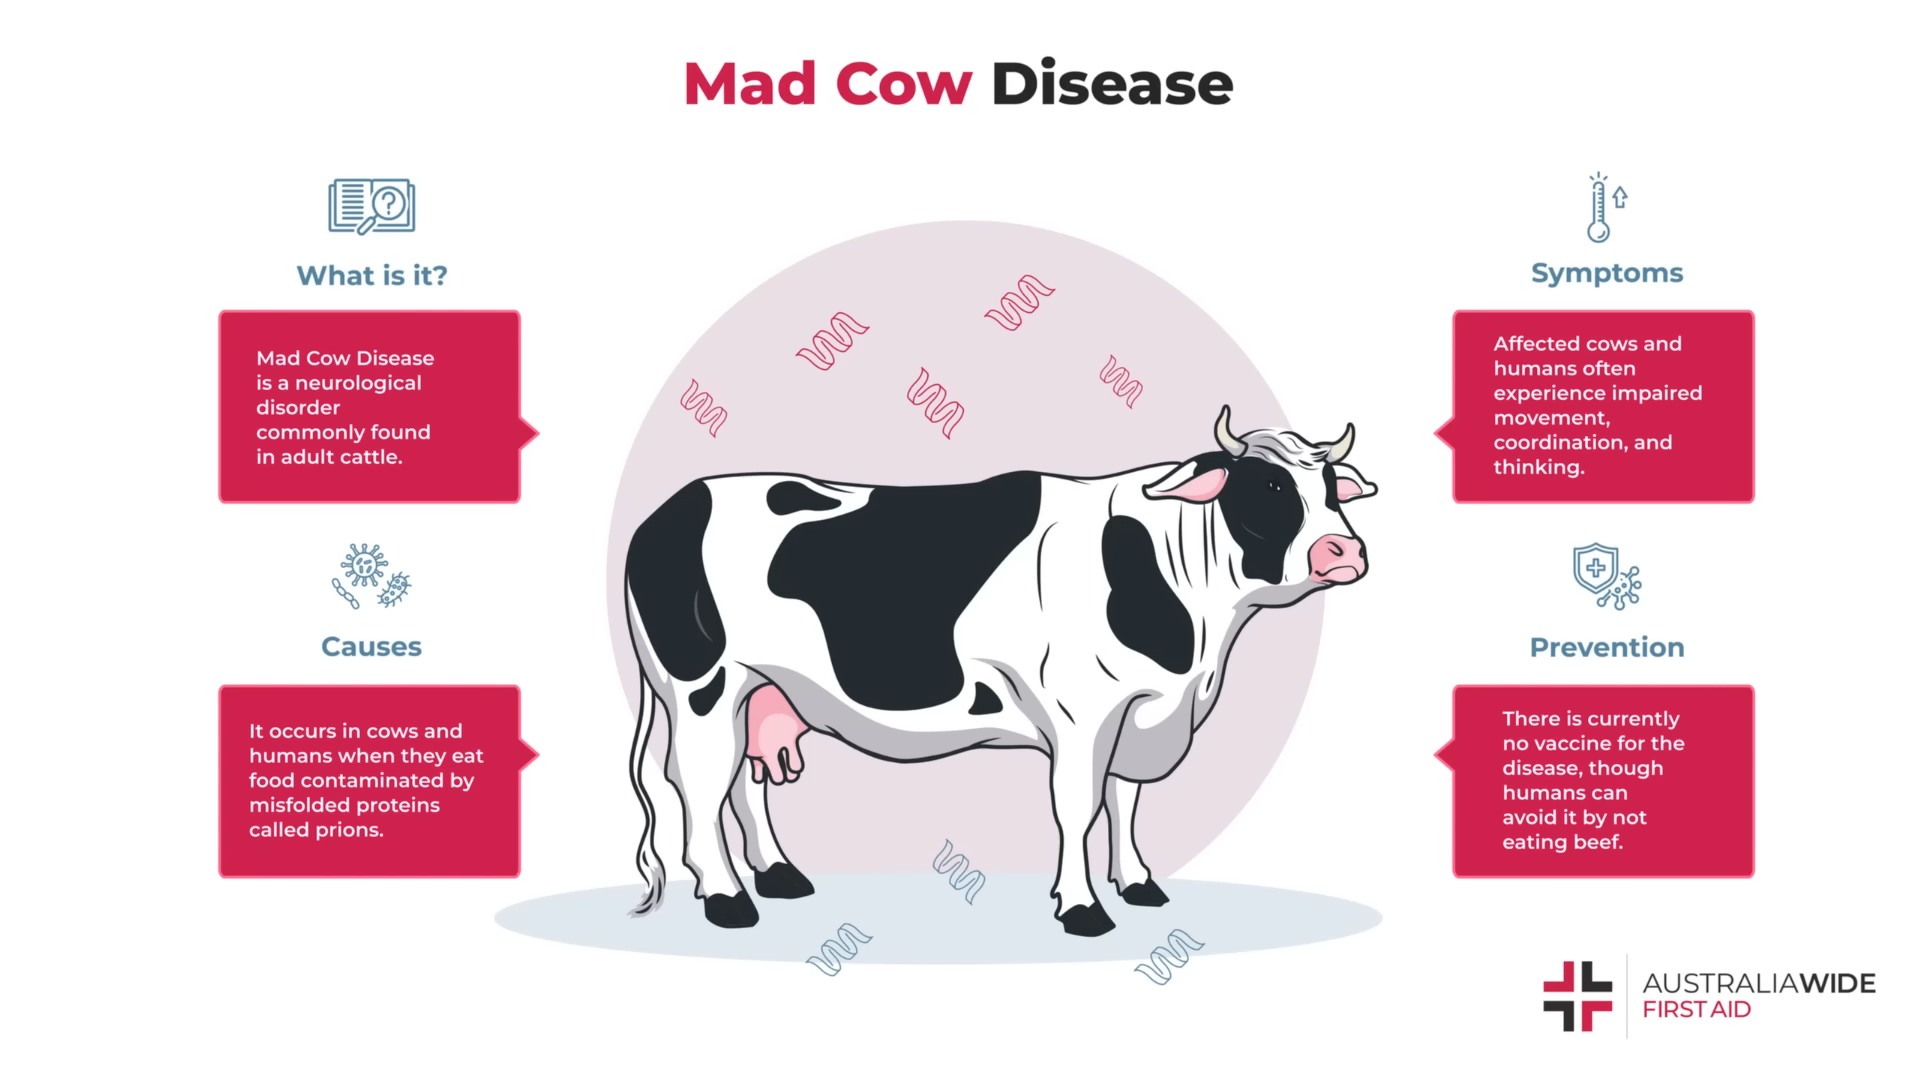 Mad Cow Disease
What is it?
Mad Cow Disease
is a neurological
disorder
commonly found
in adult cattle.
Causes
It occurs in cows and
humans when they eat
food contaminated by
misfolded proteins
called prions.
Symptoms
Affected cows and
humans often
experience impaired
movement,
coordination, and
thinking.
Prevention
There is currently
no vaccine for the
disease, though
humans can
avoid it by not
eating beef.
AUSTRALIAWIDE
FIRST AID